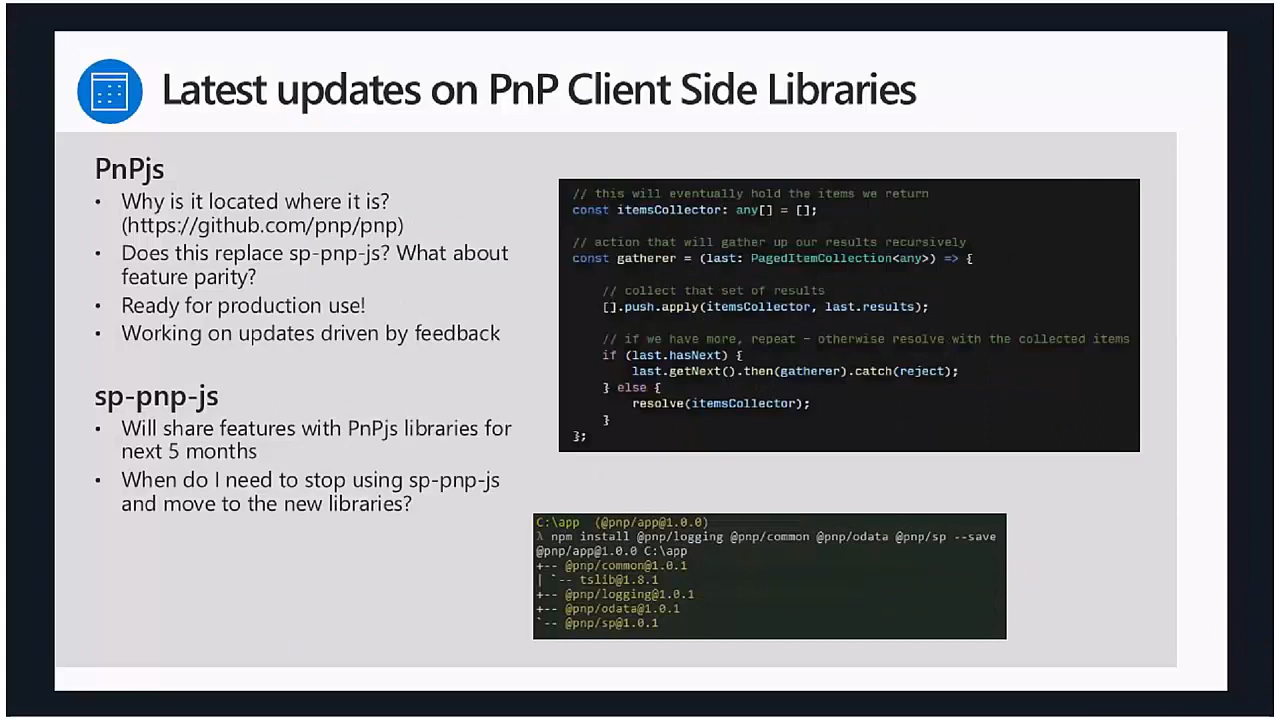 Latest updates on PnP Client Side Libraries
PnPjs
• Why is it located where it is?
(https://github.com/pnp/pnp)
• Does this replace sp-pnp-js? What about
feature parity?
• Ready for production use!
• Working on updates driven by feedback
sp-pnp-js
• Will share features with PnPjs libraries for
next 5 months
• When do I need to stop using sp-pnp-js
and move to the new libraries?
// this will eventually hold the items we return
const itemsCollector: any[] = [];
// action that will gather up our results recursively
const gatherer = (last: PagedItemCollection<any>) => {
// collect that set of results
[].push.apply(itemsCollector, last.results);
// if we have more, repeat - otherwise resolve with the collected items
if (last.hasNext) {
last.getNext().then(gatherer).catch(reject);
} else {
resolve(itemsCollector);
}
};
C:\app (@pnp/app@1.0.0)
λ npm install @pnp/logging @pnp/common @pnp/odata @pnp/sp --save
@pnp/app@1.0.0 C:\app
+-- @pnp/common@1.0.1
| `-- tslib@1.8.1
+-- @pnp/logging@1.0.1
+-- @pnp/odata@1.0.1
`-- @pnp/sp@1.0.1